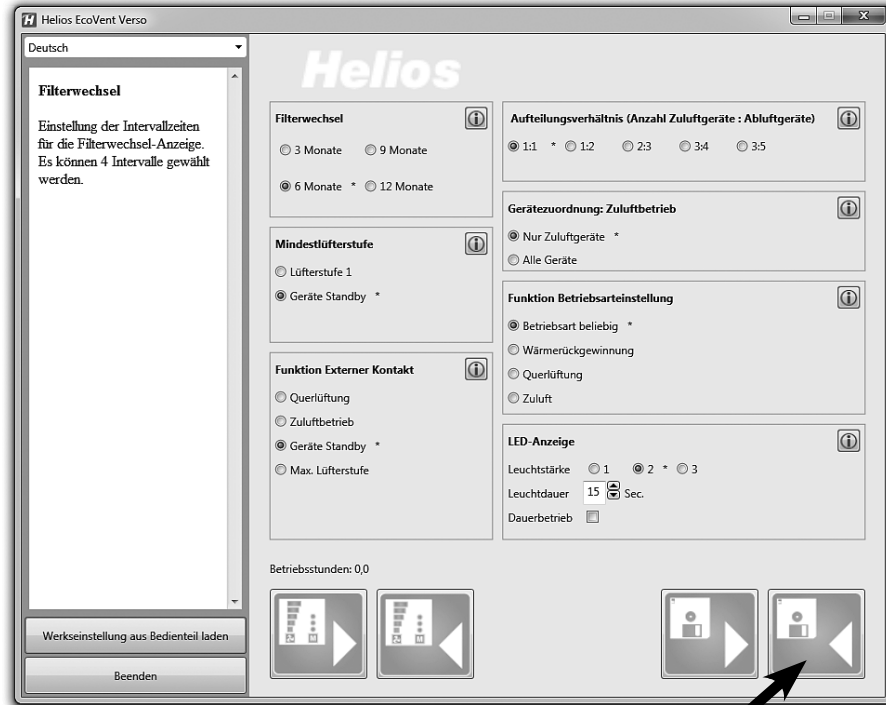 Helios EcoVent Verso
Deutsch
Filterwechsel
Einstellung der Intervallzeiten
für die Filterwechsel-Anzeige.
Es können 4 Intervalle gewählt
werden.
Werkseinstellung aus Bedienteil laden
Beenden
Helios
Filterwechsel
3 Monate 9 Monate
6 Monate * 12 Monate
Mindestlüfterstufe
Lüfterstufe 1
Geräte Standby *
Funktion Externer Kontakt
Querlüftung
Zuluftbetrieb
Geräte Standby *
Max. Lüfterstufe
Aufteilungsverhältnis (Anzahl Zuluftgeräte : Abluftgeräte)
1:1 * 1:2 2:3 3:4 3:5
Gerätezuordnung: Zuluftbetrieb
Nur Zuluftgeräte *
Alle Geräte
Funktion Betriebsarteinstellung
Betriebsart beliebig *
Wärmerückgewinnung
Querlüftung
Zuluft
LED-Anzeige
Leuchtstärke 1 2 * 3
Leuchtdauer 15 Sec.
Dauerbetrieb
Betriebsstunden: 0,0
M
M